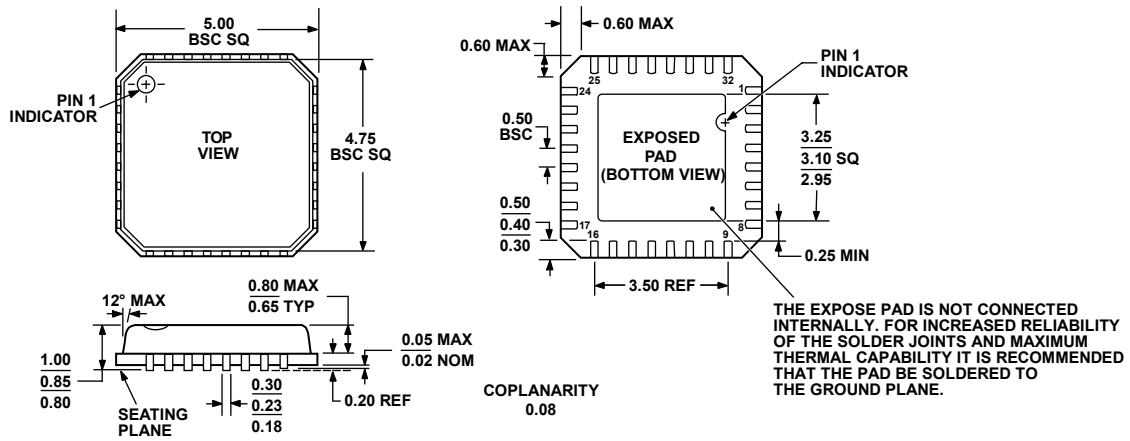 5.00
BSC SQ
PIN 1
INDICATOR
TOP
VIEW
4.75
BSC SQ
0.60 MAX
0.60 MAX
PIN 1
INDICATOR
25
32
24
1
0.50
BSC
EXPOSED
PAD
(BOTTOM VIEW)
3.25
3.10 SQ
2.95
0.50
0.40
0.30
17
16
9
8
0.25 MIN
3.50 REF
12° MAX
0.80 MAX
0.65 TYP
0.05 MAX
0.02 NOM
1.00
0.85
0.80
SEATING
PLANE
0.30
0.23
0.18
0.20 REF
COPLANARITY
0.08
THE EXPOSE PAD IS NOT CONNECTED
INTERNALLY. FOR INCREASED RELIABILITY
OF THE SOLDER JOINTS AND MAXIMUM
THERMAL CAPABILITY IT IS RECOMMENDED
THAT THE PAD BE SOLDERED TO
THE GROUND PLANE.